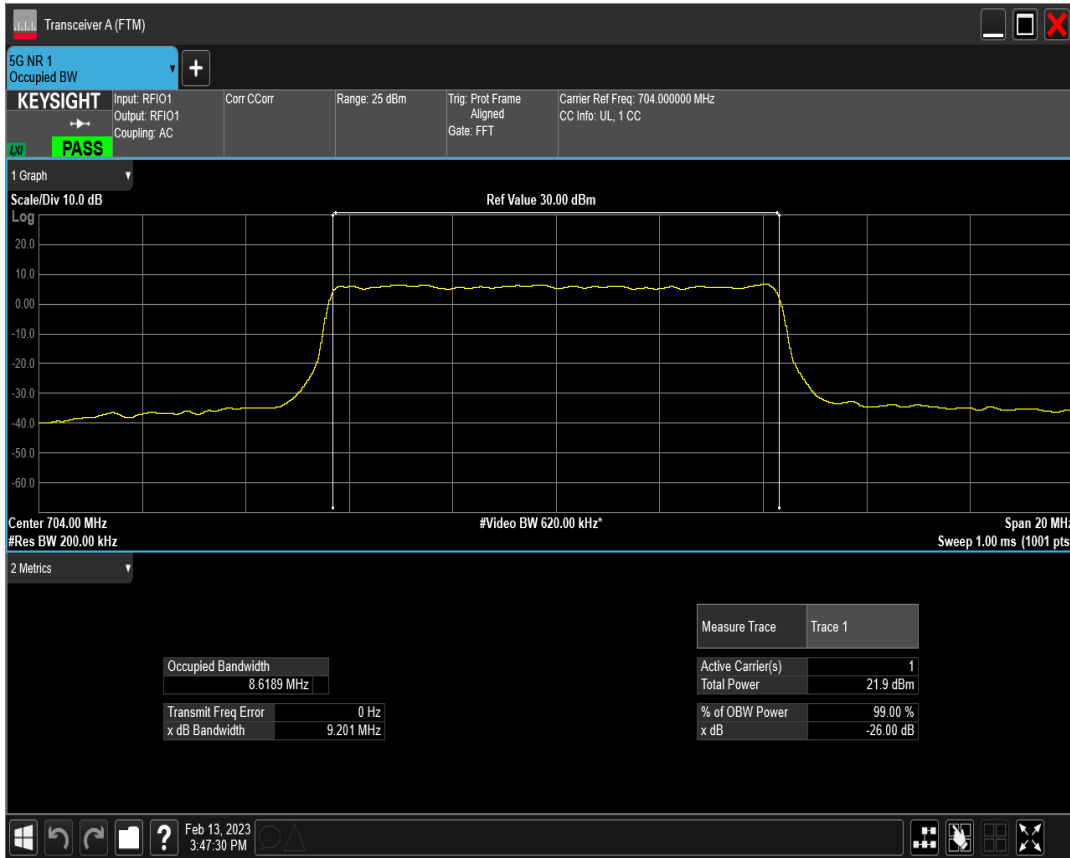 Transceiver A (FTM)
5G NR 1
Occupied BW
+
KEYSIGHT
LXI
PASS
Input: RFIO1
Output: RFIO1
Coupling: AC
Corr CCorr
Range: 25 dBm
Trig: Prot Frame
Aligned
Gate: FFT
Carrier Ref Freq: 704.000000 MHz
CC Info: UL, 1 CC
1 Graph
Scale/Div 10.0 dB
Ref Value 30.00 dBm
Log
20.0
10.0
0.00
-10.0
-20.0
-30.0
-40.0
-50.0
-60.0
Center 704.00 MHz
#Video BW 620.00 kHz*
Span 20 MHz
#Res BW 200.00 kHz
Sweep 1.00 ms (1001 pts
2 Metrics
Measure Trace Trace 1
Occupied Bandwidth
8.6189 MHz
Active Carrier(s) 1
Total Power 21.9 dBm
Transmit Freq Error 0 Hz
x dB Bandwidth 9.201 MHz
% of OBW Power 99.00 %
x dB -26.00 dB
?
Feb 13, 2023
3:47:30 PM